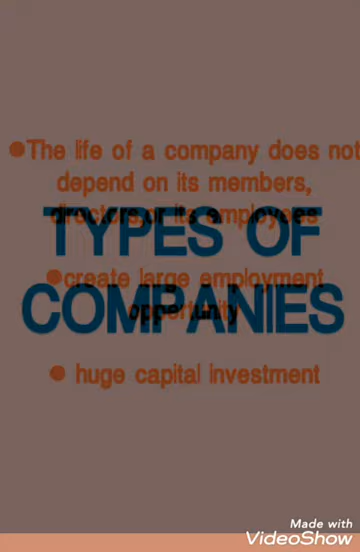 ●The life of a company does not
depend on its members,
directors,or its employees
TYPES OF
●create large employment
COMPANIES
opportunity
● huge capital investment
Made with
VideoShow